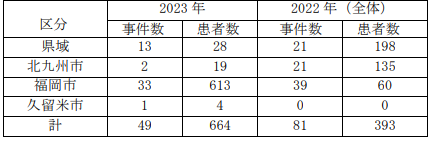 区分 2023 年 2022 年（全体）
事件数 患者数 事件数 患者数
県域 13 28 21 198
北九州市 2 19 21 135
福岡市 33 613 39 60
久留米市 1 4 0 0
計 49 664 81 393